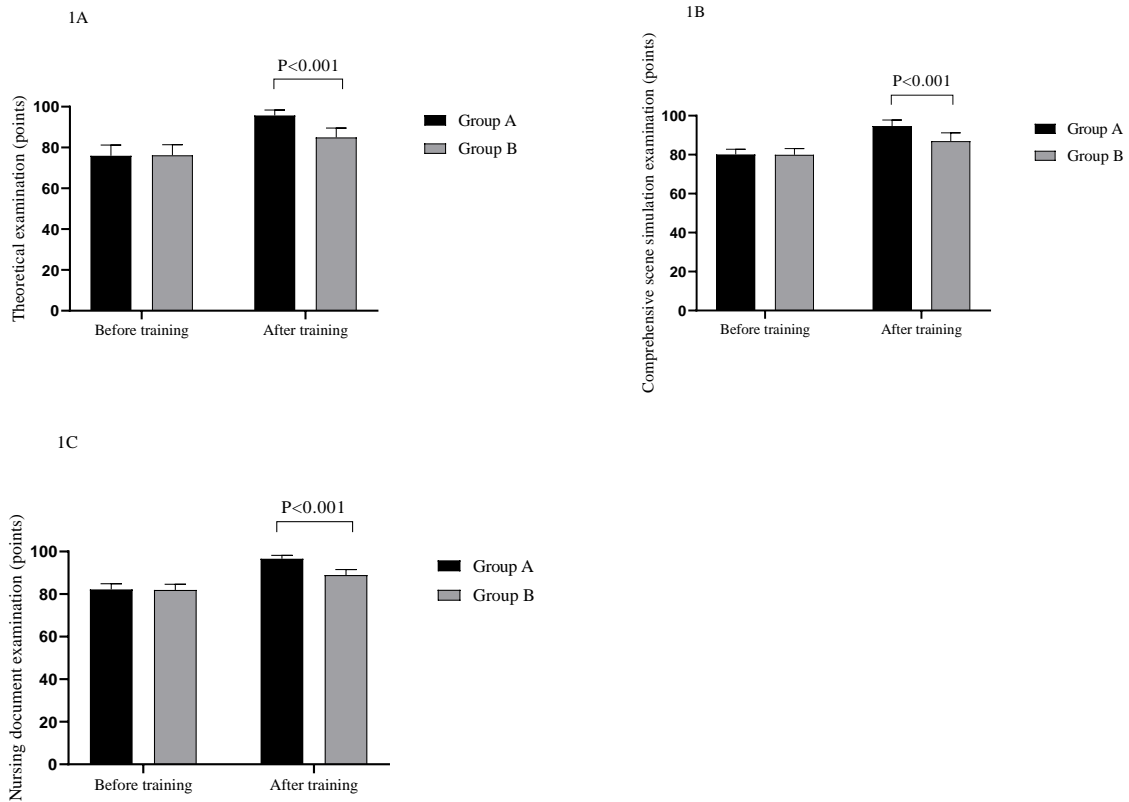 1A
P<0.001
Theoretical examination (points)
100
80
60
40
20
0
Before training
After training
Group A
Group B
1B
P<0.001
Comprehensive scene simulation examination (points)
100
80
60
40
20
0
Before training
After training
Group A
Group B
1C
P<0.001
Nursing document examination (points)
100
80
60
40
20
0
Before training
After training
Group A
Group B